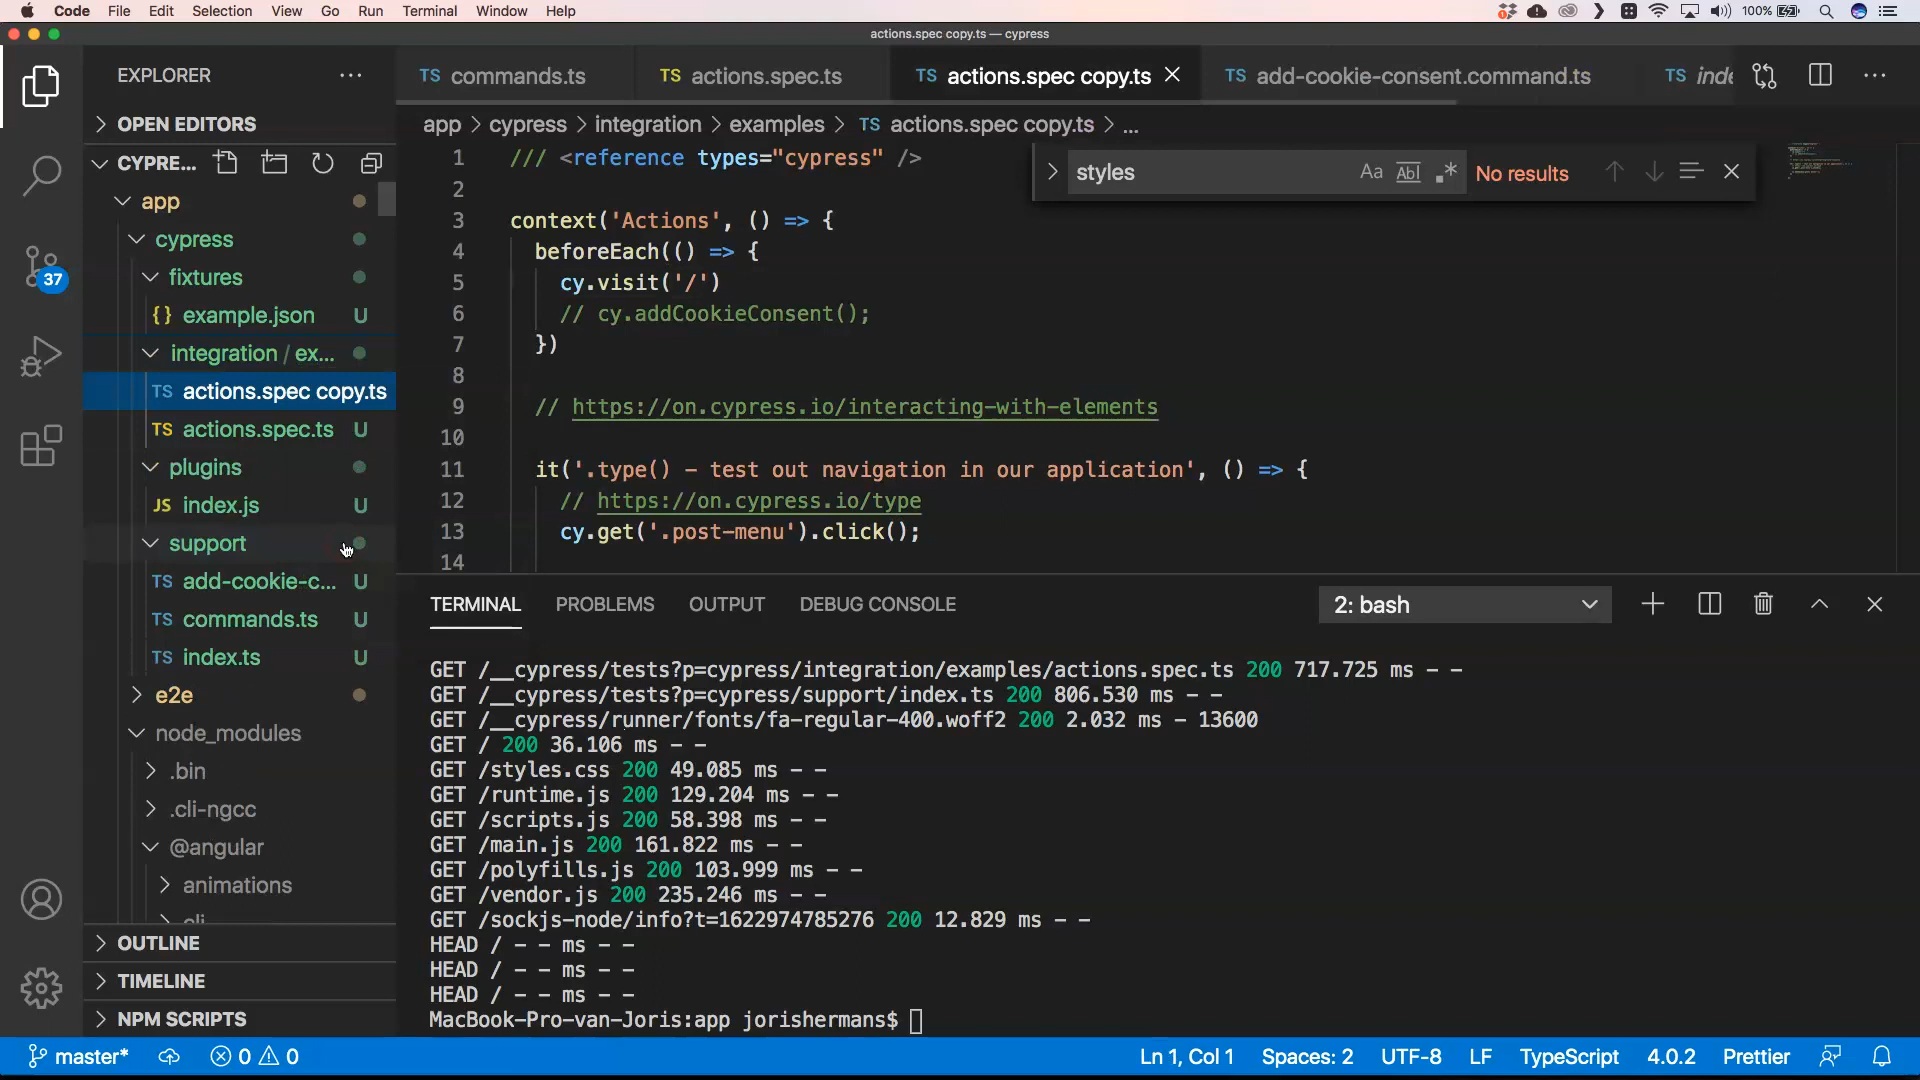 Code File Edit Selection View Go Run Terminal Window Help 100%
actions.spec copy.ts — cypress
EXPLORER
OPEN EDITORS
CYPRE...
app
cypress
fixtures
{} example.json U
integration / ex...
TS actions.spec copy.ts
TS actions.spec.ts U
plugins
JS index.js U
support
TS add-cookie-c... U
TS commands.ts U
TS index.ts U
e2e
node_modules
.bin
.cli-ngcc
@angular
animations
cli
OUTLINE
TIMELINE
NPM SCRIPTS
37
TS commands.ts TS actions.spec.ts TS actions.spec copy.ts TS add-cookie-consent.command.ts TS inde
app > cypress > integration > examples > TS actions.spec copy.ts > ...
styles Aa Abl .* No results
1 /// <reference types="cypress" />
2
3 context('Actions', () => {
4 beforeEach(() => {
5 cy.visit('/')
6 // cy.addCookieConsent();
7 })
8
9 // https://on.cypress.io/interacting-with-elements
10
11 it('.type() - test out navigation in our application', () => {
12 // https://on.cypress.io/type
13 cy.get('.post-menu').click();
14
TERMINAL PROBLEMS OUTPUT DEBUG CONSOLE 2: bash
GET /__cypress/tests?p=cypress/integration/examples/actions.spec.ts 200 717.725 ms - -
GET /__cypress/tests?p=cypress/support/index.ts 200 806.530 ms - -
GET /__cypress/runner/fonts/fa-regular-400.woff2 200 2.032 ms - 13600
GET / 200 36.106 ms - -
GET /styles.css 200 49.085 ms - -
GET /runtime.js 200 129.204 ms - -
GET /scripts.js 200 58.398 ms - -
GET /main.js 200 161.822 ms - -
GET /polyfills.js 200 103.999 ms - -
GET /vendor.js 200 235.246 ms - -
GET /sockjs-node/info?t=1622974785276 200 12.829 ms - -
HEAD / - - ms - -
HEAD / - - ms - -
HEAD / - - ms - -
MacBook-Pro-van-Joris:app jorishermans$
master* 0 0 Ln 1, Col 1 Spaces: 2 UTF-8 LF TypeScript 4.0.2 Prettier